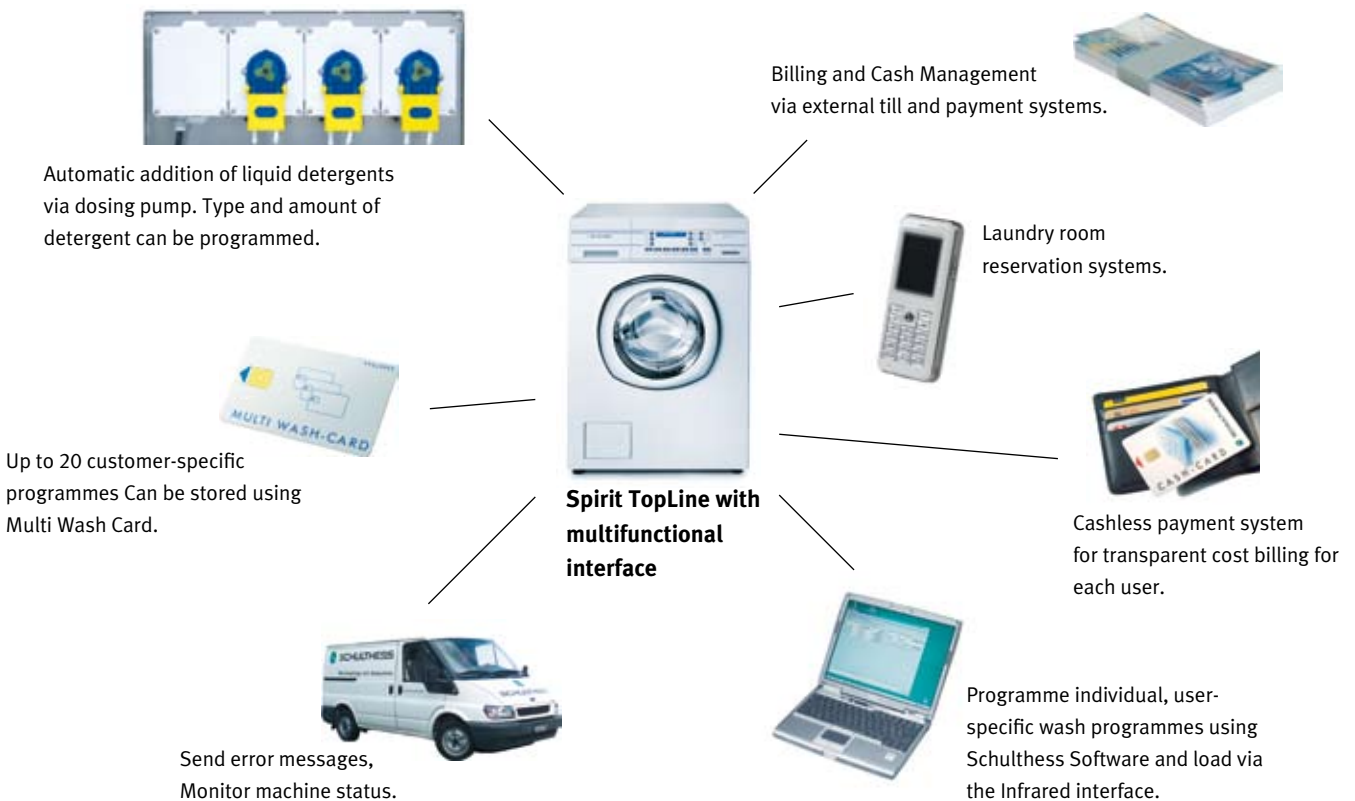 Billing and Cash Management
via external till and payment systems.
Automatic addition of liquid detergents
via dosing pump. Type and amount of
detergent can be programmed.
Laundry room
reservation systems.
MULTI WASH-CARD
Up to 20 customer-specific
programmes Can be stored using
Multi Wash Card.
Spirit TopLine with
multifunctional
interface
CASH-CARD
Cashless payment system
for transparent cost billing for
each user.
SCHULTHESS
SCHULTHESS
Send error messages,
Monitor machine status.
Programme individual, user-
specific wash programmes using
Schulthess Software and load via
the Infrared interface.